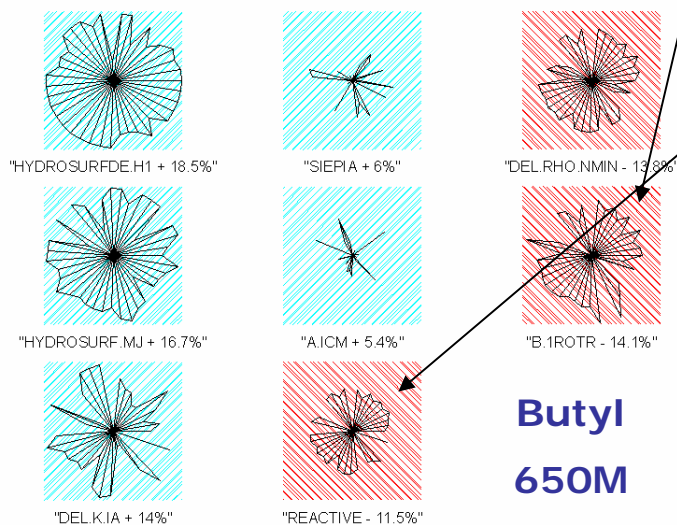 "HYDROSURFDE.H1 + 18.5%" "SIEPIA + 6%" "DEL.RHO.NMIN - 13.8%"
"HYDROSURF.MJ + 16.7%" "A.ICM + 5.4%" "B.1ROTR - 14.1%"
"DEL.K.IA + 14%" "REACTIVE - 11.5%"
Butyl
650M